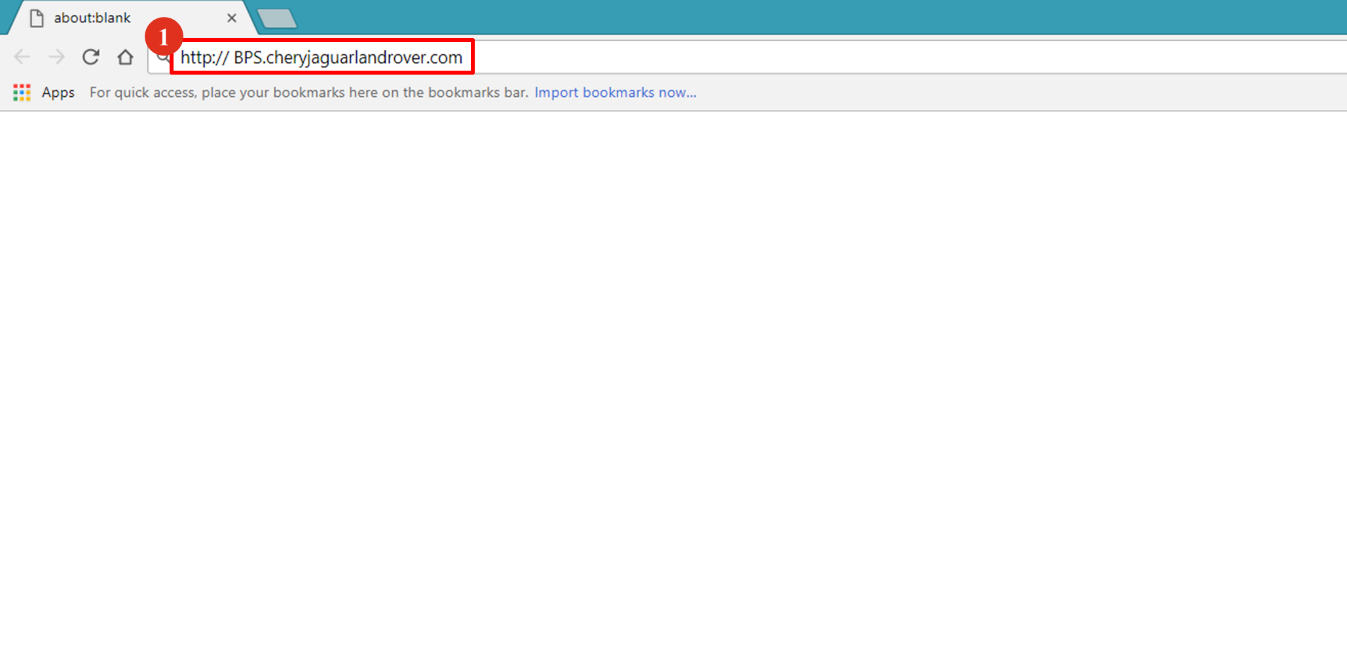 about:blank
1
http:// BPS.cheryjaguarlandrover.com
Apps For quick access, place your bookmarks here on the bookmarks bar. Import bookmarks now...